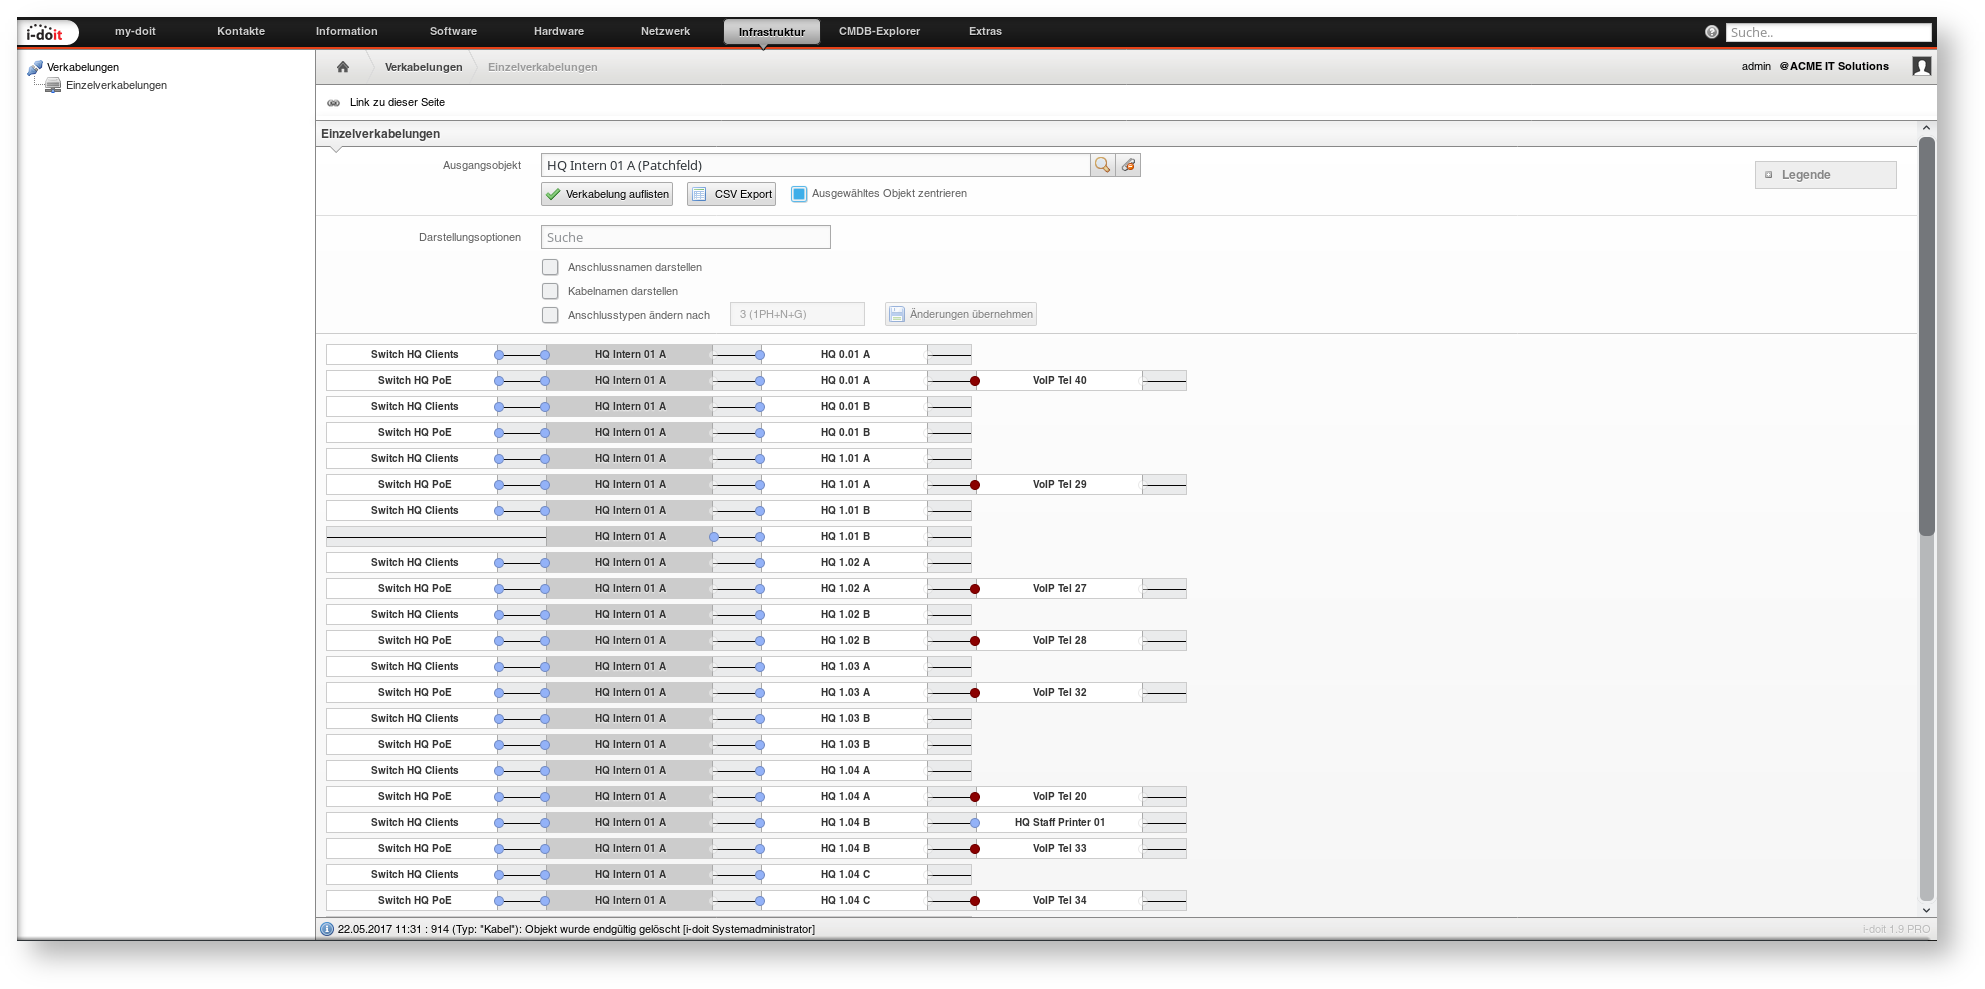 i-doit my-doit Kontakte Information Software Hardware Netzwerk Infrastruktur CMDB-Explorer Extras ? Suche..
Verkabelungen
Einzelverkabelungen
Verkabelungen Einzelverkabelungen admin @ACME IT Solutions
Link zu dieser Seite
Einzelverkabelungen
Ausgangsobjekt HQ Intern 01 A (Patchfeld)
Legende
Verkabelung auflisten CSV Export Ausgewähltes Objekt zentrieren
Darstellungsoptionen Suche
Anschlussnamen darstellen
Kabelnamen darstellen
Anschlusstypen ändern nach 3 (1PH+N+G) Änderungen übernehmen
Switch HQ Clients HQ Intern 01 A HQ 0.01 A
Switch HQ PoE HQ Intern 01 A HQ 0.01 A VoIP Tel 40
Switch HQ Clients HQ Intern 01 A HQ 0.01 B
Switch HQ PoE HQ Intern 01 A HQ 0.01 B
Switch HQ Clients HQ Intern 01 A HQ 1.01 A
Switch HQ PoE HQ Intern 01 A HQ 1.01 A VoIP Tel 29
Switch HQ Clients HQ Intern 01 A HQ 1.01 B
HQ Intern 01 A HQ 1.01 B
Switch HQ Clients HQ Intern 01 A HQ 1.02 A
Switch HQ PoE HQ Intern 01 A HQ 1.02 A VoIP Tel 27
Switch HQ Clients HQ Intern 01 A HQ 1.02 B
Switch HQ PoE HQ Intern 01 A HQ 1.02 B VoIP Tel 28
Switch HQ Clients HQ Intern 01 A HQ 1.03 A
Switch HQ PoE HQ Intern 01 A HQ 1.03 A VoIP Tel 32
Switch HQ Clients HQ Intern 01 A HQ 1.03 B
Switch HQ PoE HQ Intern 01 A HQ 1.03 B
Switch HQ Clients HQ Intern 01 A HQ 1.04 A
Switch HQ PoE HQ Intern 01 A HQ 1.04 A VoIP Tel 20
Switch HQ Clients HQ Intern 01 A HQ 1.04 B HQ Staff Printer 01
Switch HQ PoE HQ Intern 01 A HQ 1.04 B VoIP Tel 33
Switch HQ Clients HQ Intern 01 A HQ 1.04 C
Switch HQ PoE HQ Intern 01 A HQ 1.04 C VoIP Tel 34
22.05.2017 11:31 : 914 (Typ: "Kabel"): Objekt wurde endgültig gelöscht [i-doit Systemadministrator] i-doit 1.9 PRO